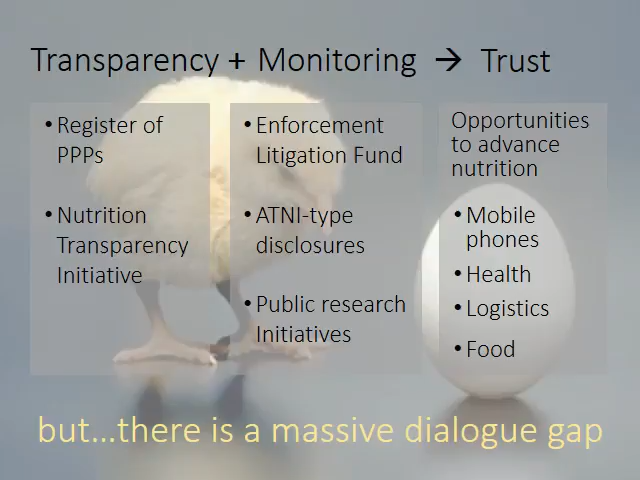 Transparency + Monitoring → Trust
• Register of
PPPs
• Nutrition
Transparency
Initiative
• Enforcement
Litigation Fund
• ATNI-type
disclosures
• Public research
Initiatives
Opportunities
to advance
nutrition
• Mobile
phones
• Health
• Logistics
• Food
but...there is a massive dialogue gap